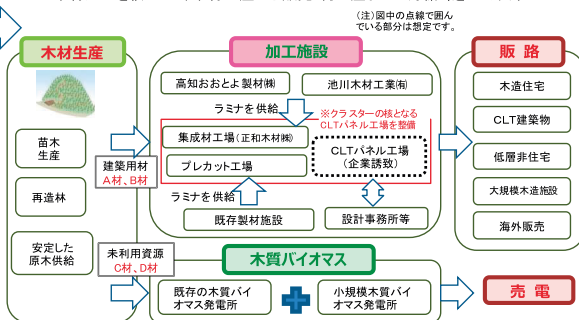 (注)図中の点線で囲ん
でいる部分は想定です。
木材生産
苗木
生産
再造林
安定した
原木供給
建築用材
A材、B材
未利用資源
C材、D材
加工施設
高知おおとよ製材㈱
池川木材工業㈲
ラミナを供給
※クラスターの核となる
CLTパネル工場を整備
集成材工場(正和木材㈱)
プレカット工場
CLTパネル工場
(企業誘致)
ラミナを供給
既存製材施設
設計事務所等
木質バイオマス
既存の木質バイ
オマス発電所
小規模木質バイ
オマス発電所
販路
木造住宅
CLT建築物
低層非住宅
大規模木造施設
海外販売
売電